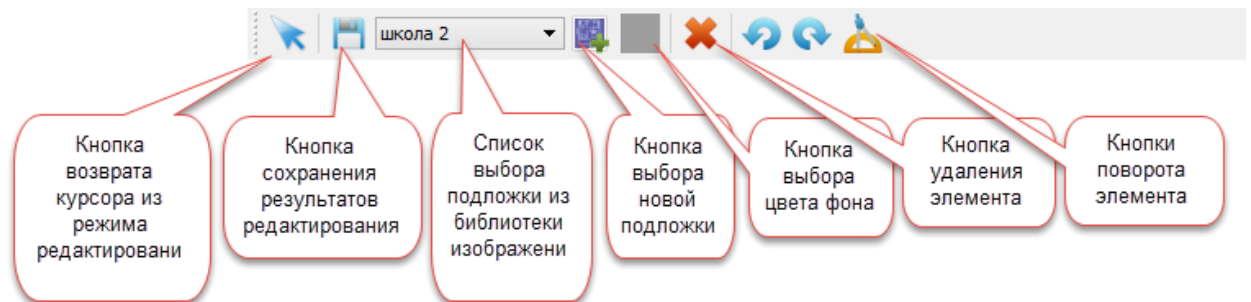 школа 2
Кнопка
возврата
курсора из
режима
редактировани
Кнопка
сохранения
результатов
редактирования
Список
выбора
подложки из
библиотеки
изображени
Кнопка
выбора
новой
подложки
Кнопка
выбора
цвета фона
Кнопка
удаления
элемента
Кнопки
поворота
элемента